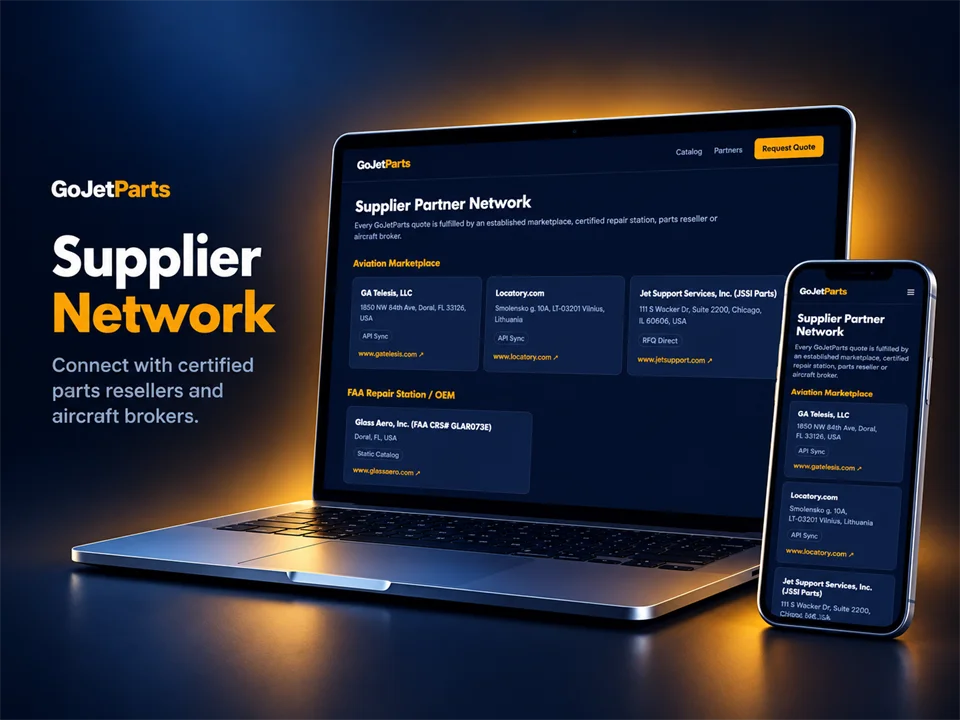 GoJetParts
Supplier
Network
Connect with certified
parts resellers and
aircraft brokers.
GoJetParts
Catalog
Partners
Request Quote
Supplier Partner Network
Every GoJetParts quote is fulfilled by an established marketplace, certified repair station, parts reseller or
aircraft broker.
Aviation Marketplace
GA Telesis, LLC
1850 NW 84th Ave, Doral, FL 33126,
USA
API Sync
www.gatelesis.com ↗
Locatory.com
Smolensko g. 10A, LT-03201 Vilnius,
Lithuania
API Sync
www.locatory.com ↗
Jet Support Services, Inc. (JSSI Parts)
111 S Wacker Dr, Suite 2200, Chicago,
IL 60606, USA
RFQ Direct
www.jetsupport.com ↗
FAA Repair Station / OEM
Glass Aero, Inc. (FAA CRS# GLAR073E)
Doral, FL, USA
Static Catalog
www.glassaero.com ↗
GoJetParts
Supplier Partner
Network
Every GoJetParts quote is fulfilled by
an established marketplace, certified
repair station, parts reseller or
aircraft broker.
Aviation Marketplace
GA Telesis, LLC
1850 NW 84th Ave, Doral,
FL 33126, USA
API Sync
www.gatelesis.com ↗
Locatory.com
Smolensko g. 10A,
LT-03201 Vilnius, Lithuania
API Sync
www.locatory.com ↗
Jet Support Services, Inc.
(JSSI Parts)
111 S Wacker Dr, Suite 2200,